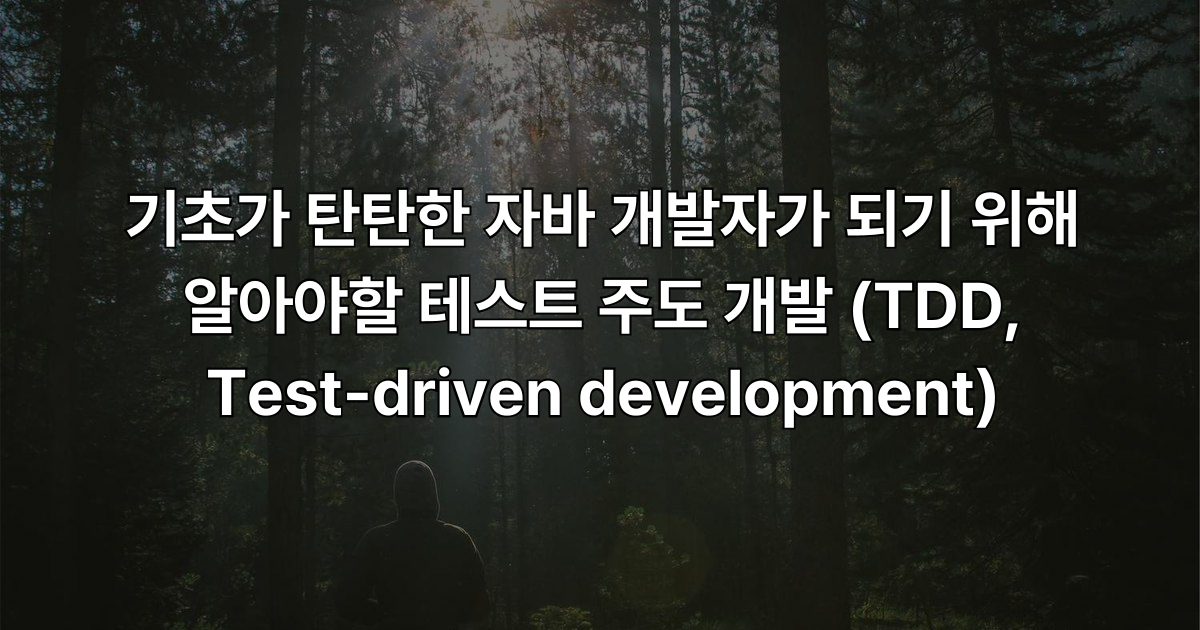 기초가 탄탄한 자바 개발자가 되기 위해
알아야할 테스트 주도 개발 (TDD,
Test-driven development)